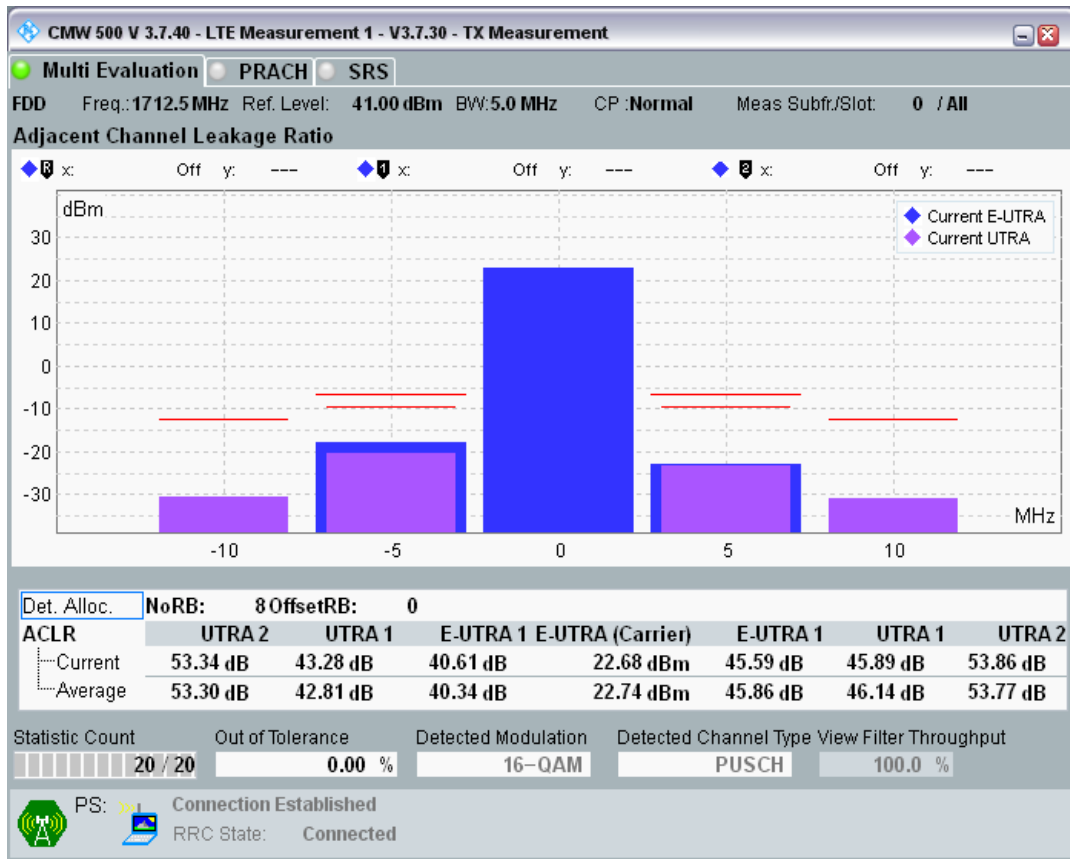 CMW 500 V 3.7.40 - LTE Measurement 1 - V3.7.30 - TX Measurement
Multi Evaluation PRACH SRS
FDD Freq.:1712.5 MHz Ref. Level: 41.00 dBm BW:5.0 MHz CP :Normal Meas Subfr./Slot: 0 / All
Adjacent Channel Leakage Ratio
R x: Off y: --- 1 x: Off y: --- 2 x: Off y: ---
dBm
Current E-UTRA
Current UTRA
30
20
10
0
-10
-20
-30
MHz
-10 -5 0 5 10
Det. Alloc. NoRB: 8 OffsetRB: 0
ACLR UTRA 2 UTRA 1 E-UTRA 1 E-UTRA (Carrier) E-UTRA 1 UTRA 1 UTRA 2
Current 53.34 dB 43.28 dB 40.61 dB 22.68 dBm 45.59 dB 45.89 dB 53.86 dB
Average 53.30 dB 42.81 dB 40.34 dB 22.74 dBm 45.86 dB 46.14 dB 53.77 dB
Statistic Count Out of Tolerance Detected Modulation Detected Channel Type View Filter Throughput
20 / 20 0.00 % 16-QAM PUSCH 100.0 %
PS: Connection Established
RRC State: Connected